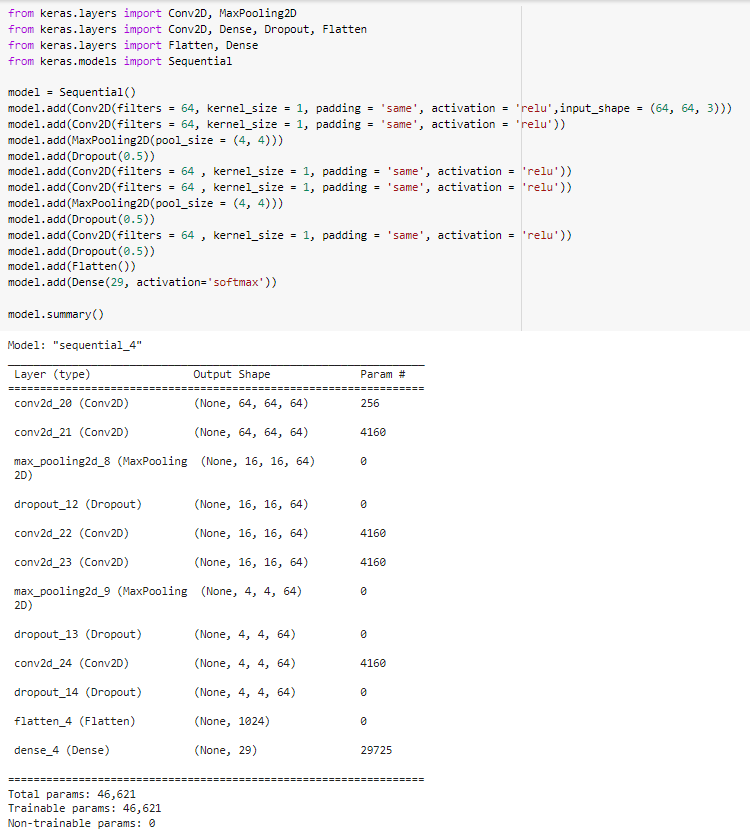 from keras.layers import Conv2D, MaxPooling2D
from keras.layers import Conv2D, Dense, Dropout, Flatten
from keras.layers import Flatten, Dense
from keras.models import Sequential
model = Sequential()
model.add(Conv2D(filters = 64, kernel_size = 1, padding = 'same', activation = 'relu',input_shape = (64, 64, 3)))
model.add(Conv2D(filters = 64, kernel_size = 1, padding = 'same', activation = 'relu'))
model.add(MaxPooling2D(pool_size = (4, 4)))
model.add(Dropout(0.5))
model.add(Conv2D(filters = 64 , kernel_size = 1, padding = 'same', activation = 'relu'))
model.add(Conv2D(filters = 64 , kernel_size = 1, padding = 'same', activation = 'relu'))
model.add(MaxPooling2D(pool_size = (4, 4)))
model.add(Dropout(0.5))
model.add(Conv2D(filters = 64 , kernel_size = 1, padding = 'same', activation = 'relu'))
model.add(Dropout(0.5))
model.add(Flatten())
model.add(Dense(29, activation='softmax'))
model.summary()
Model: "sequential_4"
Layer (type) Output Shape Param #
=================================================================
conv2d_20 (Conv2D) (None, 64, 64, 64) 256
conv2d_21 (Conv2D) (None, 64, 64, 64) 4160
max_pooling2d_8 (MaxPooling (None, 16, 16, 64) 0
2D)
dropout_12 (Dropout) (None, 16, 16, 64) 0
conv2d_22 (Conv2D) (None, 16, 16, 64) 4160
conv2d_23 (Conv2D) (None, 16, 16, 64) 4160
max_pooling2d_9 (MaxPooling (None, 4, 4, 64) 0
2D)
dropout_13 (Dropout) (None, 4, 4, 64) 0
conv2d_24 (Conv2D) (None, 4, 4, 64) 4160
dropout_14 (Dropout) (None, 4, 4, 64) 0
flatten_4 (Flatten) (None, 1024) 0
dense_4 (Dense) (None, 29) 29725
=================================================================
Total params: 46,621
Trainable params: 46,621
Non-trainable params: 0